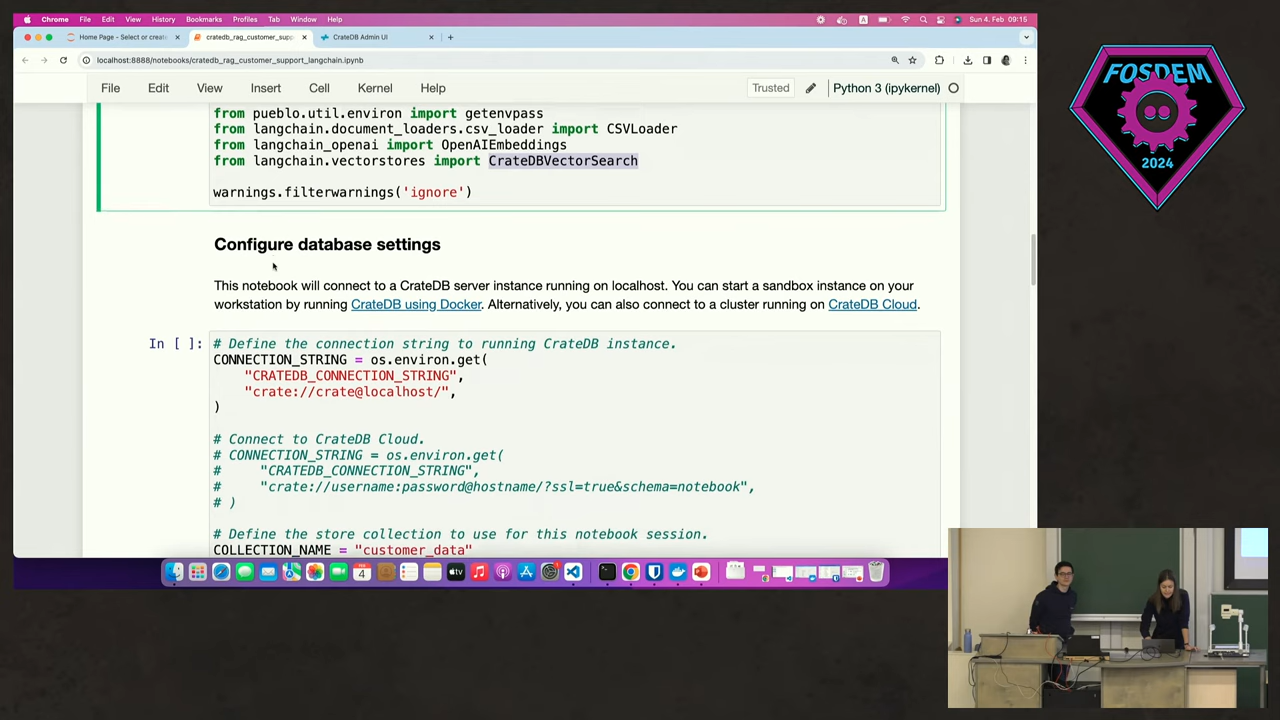 Chrome File Edit View History Bookmarks Profiles Tab Window Help
A
Sun 4. Feb 09:15
Home Page - Select or create
cratedb_rag_customer_supp
CrateDB Admin UI
localhost:8888/notebooks/cratedb_rag_customer_support_langchain.ipynb
File Edit View Insert Cell Kernel Help
Trusted
Python 3 (ipykernel)
from pueblo.util.environ import getenvpass
from langchain.document_loaders.csv_loader import CSVLoader
from langchain_openai import OpenAIEmbeddings
from langchain.vectorstores import CrateDBVectorSearch
warnings.filterwarnings('ignore')
Configure database settings
This notebook will connect to a CrateDB server instance running on localhost. You can start a sandbox instance on your
workstation by running CrateDB using Docker. Alternatively, you can also connect to a cluster running on CrateDB Cloud.
In [ ]:
# Define the connection string to running CrateDB instance.
CONNECTION_STRING = os.environ.get(
"CRATEDB_CONNECTION_STRING",
"crate://crate@localhost/",
)
# Connect to CrateDB Cloud.
# CONNECTION_STRING = os.environ.get(
# "CRATEDB_CONNECTION_STRING",
# "crate://username:password@hostname/?ssl=true&schema=notebook",
# )
# Define the store collection to use for this notebook session.
COLLECTION_NAME = "customer_data"
FEB
4
tv
FOSDEM
2024